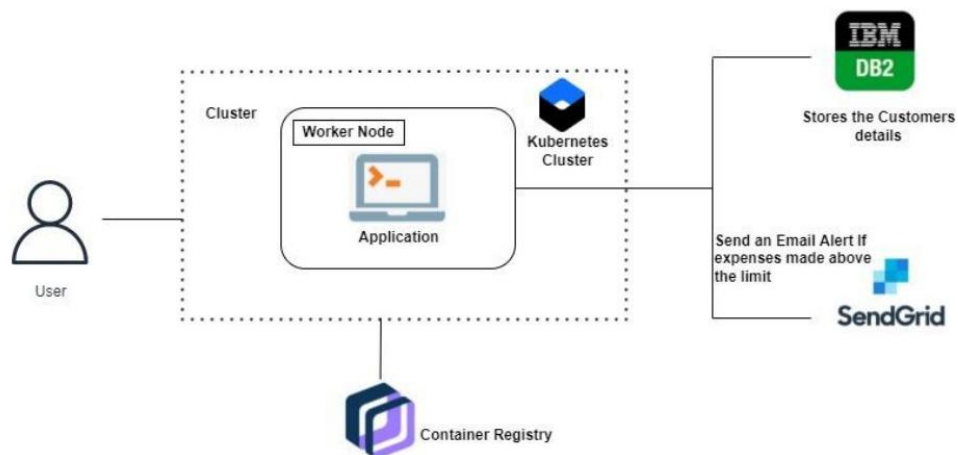 IBM
DB2
Stores the Customers
details
Cluster
Worker Node
Kubernetes
Cluster
Application
User
Send an Email Alert If
expenses made above
the limit
SendGrid
Container Registry